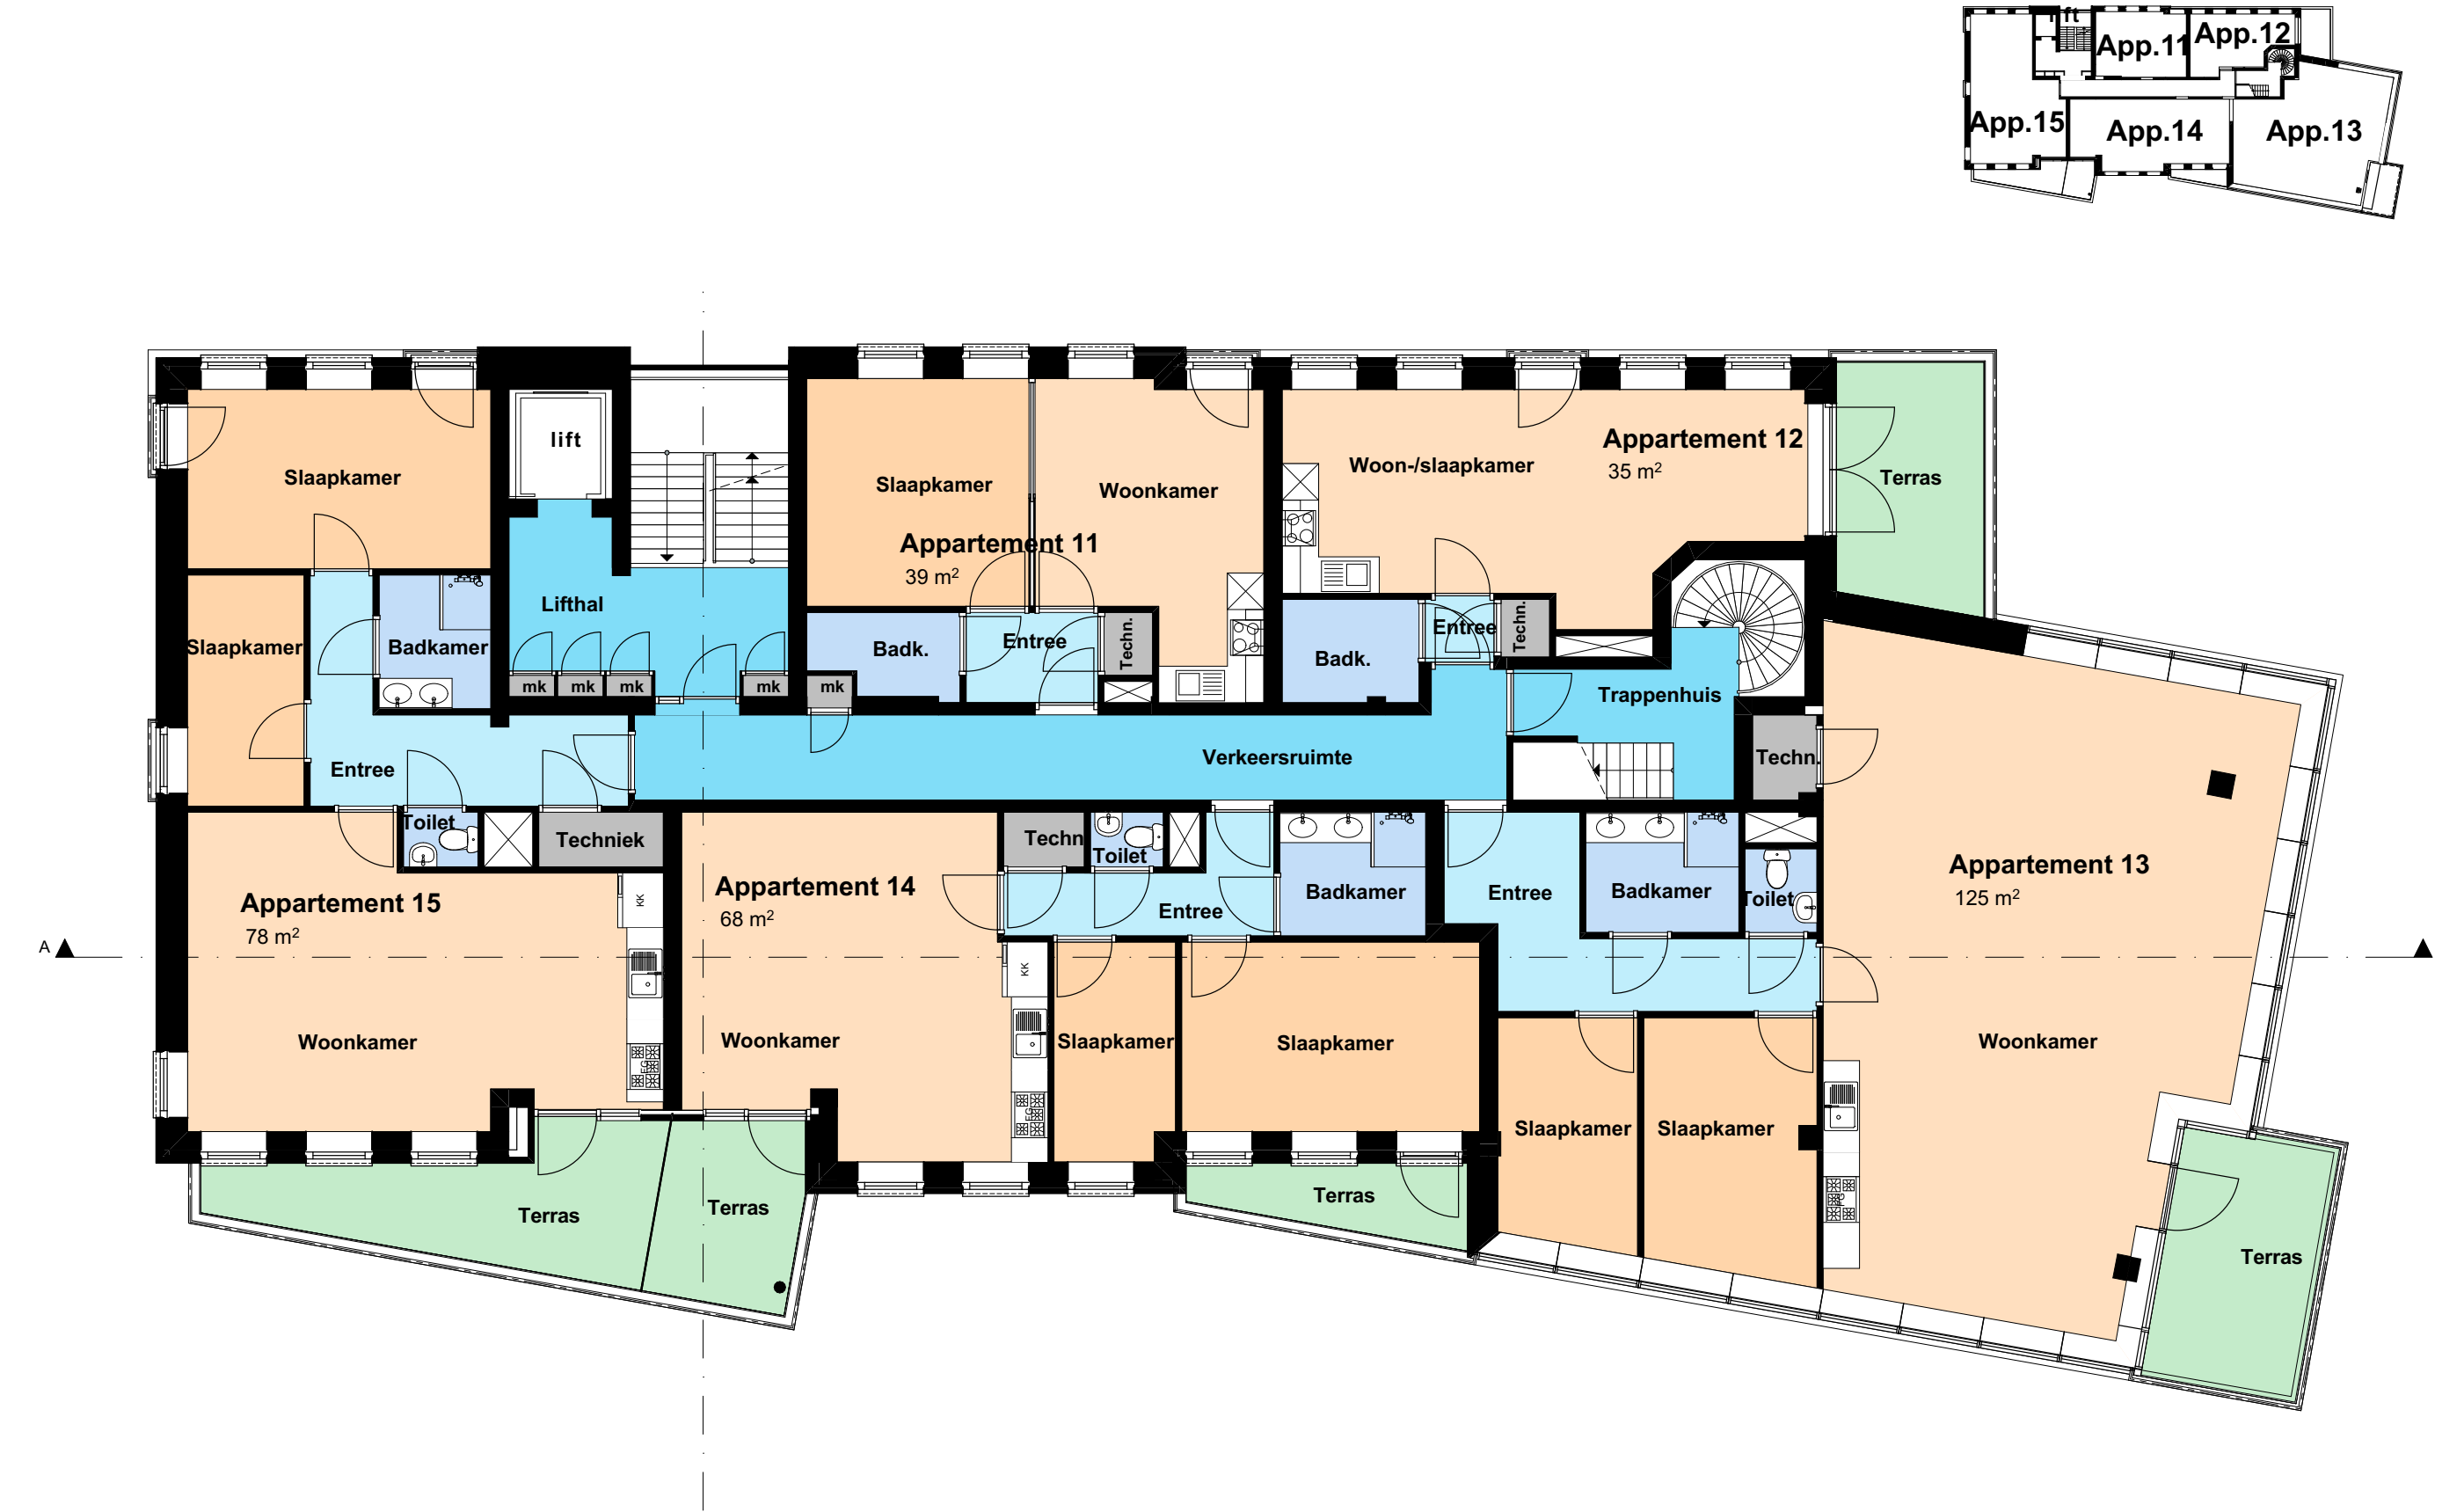 lift
App.11
App.12
App.15
App.14
App.13
lift
Slaapkamer
Slaapkamer
Woonkamer
Appartement 11
39 m²
Woon-/slaapkamer
Appartement 12
35 m²
Terras
Lifthal
Slaapkamer
Badkamer
mk
mk
mk
mk
mk
Badk.
Entree
Techn.
Badk.
Entree
Techn.
Trappenhuis
Entree
Verkeersruimte
Techn.
Toilet
Techniek
Techn
Toilet
Appartement 15
78 m²
KK
Appartement 14
68 m²
Entree
Badkamer
Entree
Badkamer
Toilet
Appartement 13
125 m²
A
KK
Woonkamer
Woonkamer
Slaapkamer
Slaapkamer
Woonkamer
Slaapkamer
Slaapkamer
Terras
Terras
Terras
Terras